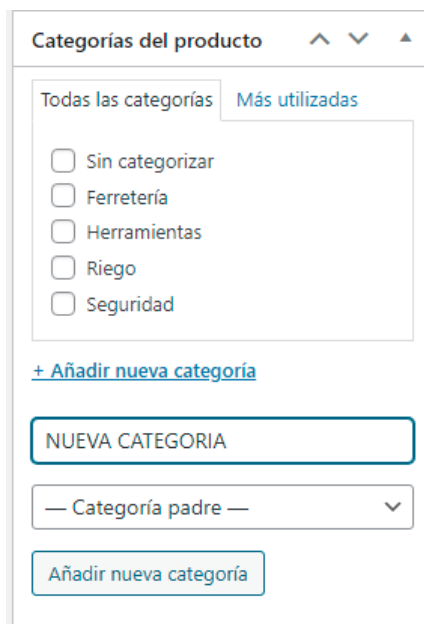 Categorías del producto
Todas las categorías Más utilizadas
Sin categorizar
Ferretería
Herramientas
Riego
Seguridad
+ Añadir nueva categoría
NUEVA CATEGORIA
— Categoría padre —
Añadir nueva categoría